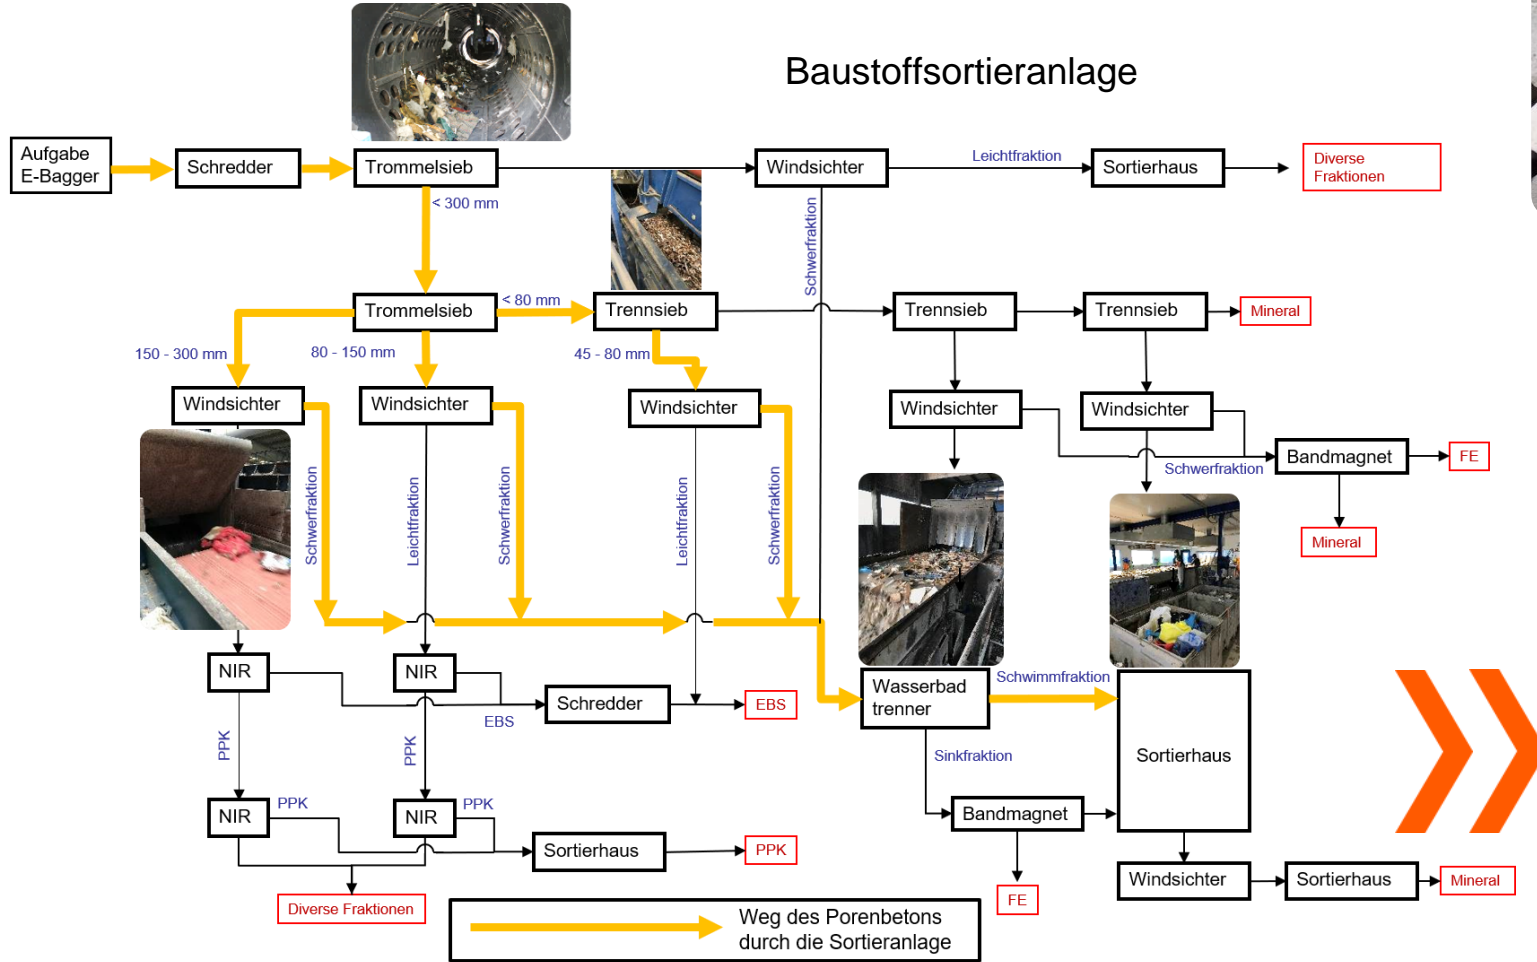 Baustoffsortieranlage
Aufgabe
E-Bagger
Schredder
Trommelsieb
Windsichter
Leichtfraktion
Sortierhaus
Diverse
Fraktionen
< 300 mm
Schwerfraktion
Trommelsieb
< 80 mm
Trennsieb
Trennsieb
Trennsieb
Mineral
150 - 300 mm
80 - 150 mm
45 - 80 mm
Windsichter
Windsichter
Windsichter
Windsichter
Windsichter
Schwerfraktion
Bandmagnet
FE
Mineral
Schwerfraktion
Leichtfraktion
Schwerfraktion
Leichtfraktion
Schwerfraktion
NIR
NIR
Schredder
EBS
EBS
Wasserbad
trenner
Schwimmfraktion
Sortierhaus
Sinkfraktion
PPK
PPK
NIR
PPK
NIR
PPK
Sortierhaus
PPK
Bandmagnet
FE
Windsichter
Sortierhaus
Mineral
Diverse Fraktionen
Weg des Porenbetons
durch die Sortieranlage